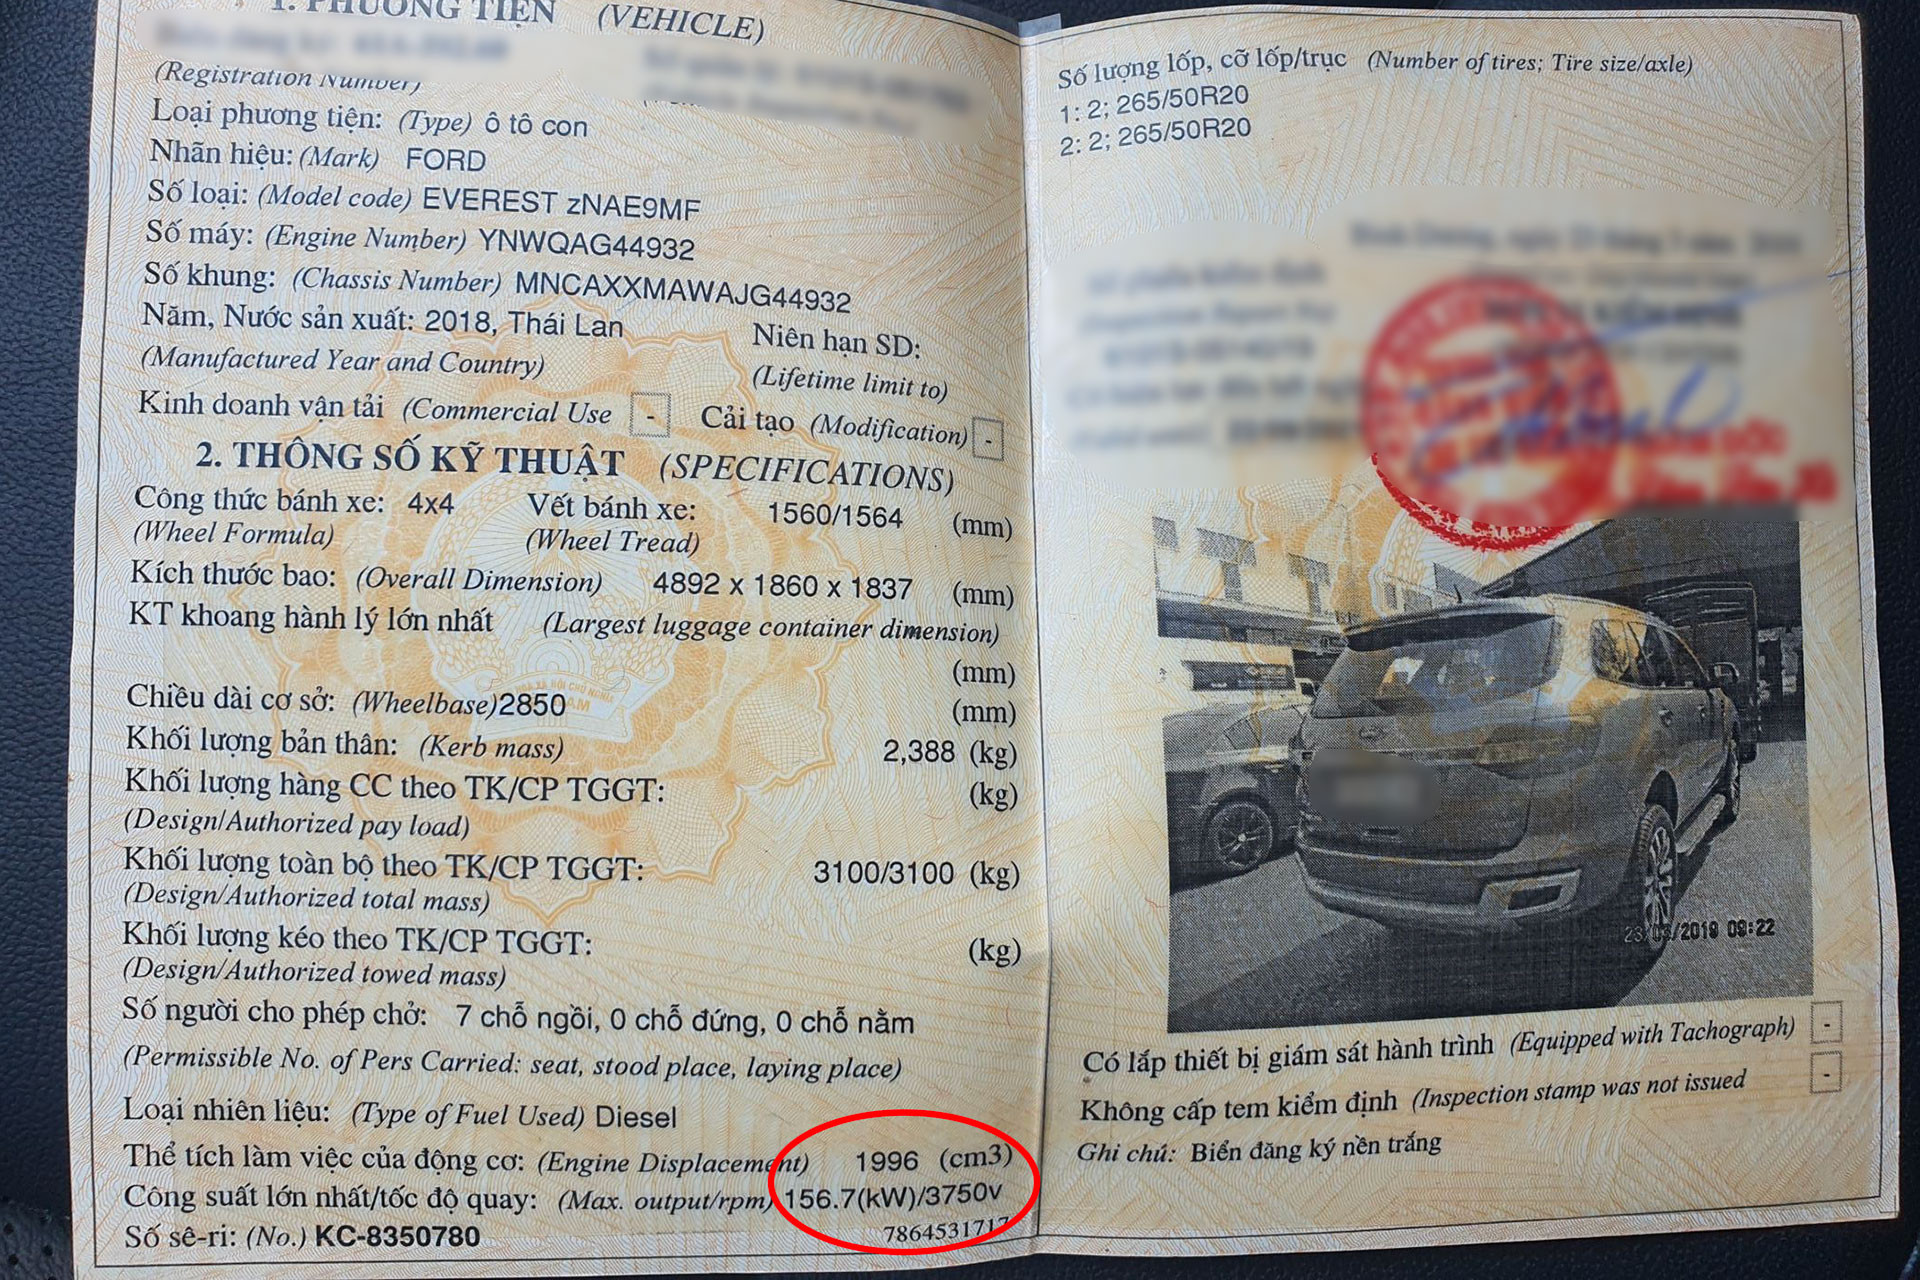 1. PHƯƠNG TIỆN (VEHICLE)
(Registration Number)
Loại phương tiện: (Type) ô tô con
Nhãn hiệu: (Mark) FORD
Số loại: (Model code) EVEREST zNAE9MF
Số máy: (Engine Number) YNWQAG44932
Số khung: (Chassis Number) MNCAXXMAWAJG44932
Năm, Nước sản xuất: 2018, Thái Lan Niên hạn SD:
(Manufactured Year and Country) (Lifetime limit to)
Kinh doanh vận tải (Commercial Use - Cải tạo (Modification) -
2. THÔNG SỐ KỸ THUẬT (SPECIFICATIONS)
Công thức bánh xe: 4x4 Vết bánh xe: 1560/1564 (mm)
(Wheel Formula) (Wheel Tread)
Kích thước bao: (Overall Dimension) 4892 x 1860 x 1837 (mm)
KT khoang hành lý lớn nhất (Largest luggage container dimension)
(mm)
Chiều dài cơ sở: (Wheelbase)2850 (mm)
Khối lượng bản thân: (Kerb mass) 2,388 (kg)
Khối lượng hàng CC theo TK/CP TGGT: (kg)
(Design/Authorized pay load)
Khối lượng toàn bộ theo TK/CP TGGT: 3100/3100 (kg)
(Design/Authorized total mass)
Khối lượng kéo theo TK/CP TGGT: (kg)
(Design/Authorized towed mass)
Số người cho phép chở: 7 chỗ ngồi, 0 chỗ đứng, 0 chỗ nằm
(Permissible No. of Pers Carried: seat, stood place, laying place)
Loại nhiên liệu: (Type of Fuel Used) Diesel
Thể tích làm việc của động cơ: (Engine Displacement) 1996 (cm3)
Công suất lớn nhất/tốc độ quay: (Max. output/rpm) 156.7(kW)/3750v
Số sê-ri: (No.) KC-8350780 7864531717
Số lượng lốp, cỡ lốp/trục (Number of tires; Tire size/axle)
1: 2; 265/50R20
2: 2; 265/50R20
/2019 09:22
Có lắp thiết bị giám sát hành trình (Equipped with Tachograph) -
Không cấp tem kiểm định (Inspection stamp was not issued -
Ghi chú: Biển đăng ký nền trắng